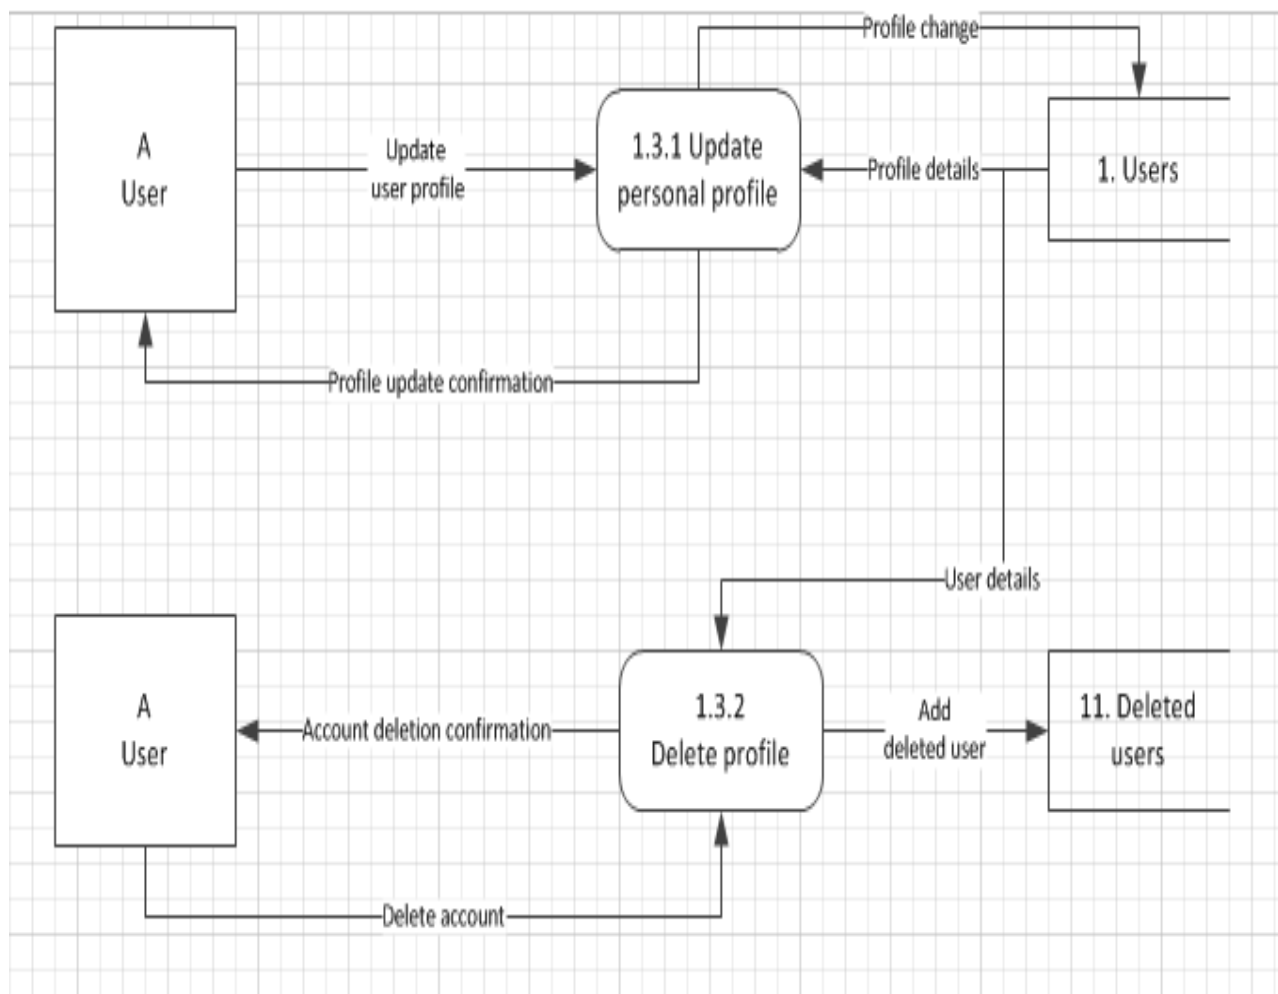 Profile change
A
User
Update
user profile
1.3.1 Update
personal profile
Profile details
1. Users
Profile update confirmation
User details
A
User
Account deletion confirmation
1.3.2
Delete profile
Add
deleted user
11. Deleted
users
Delete account